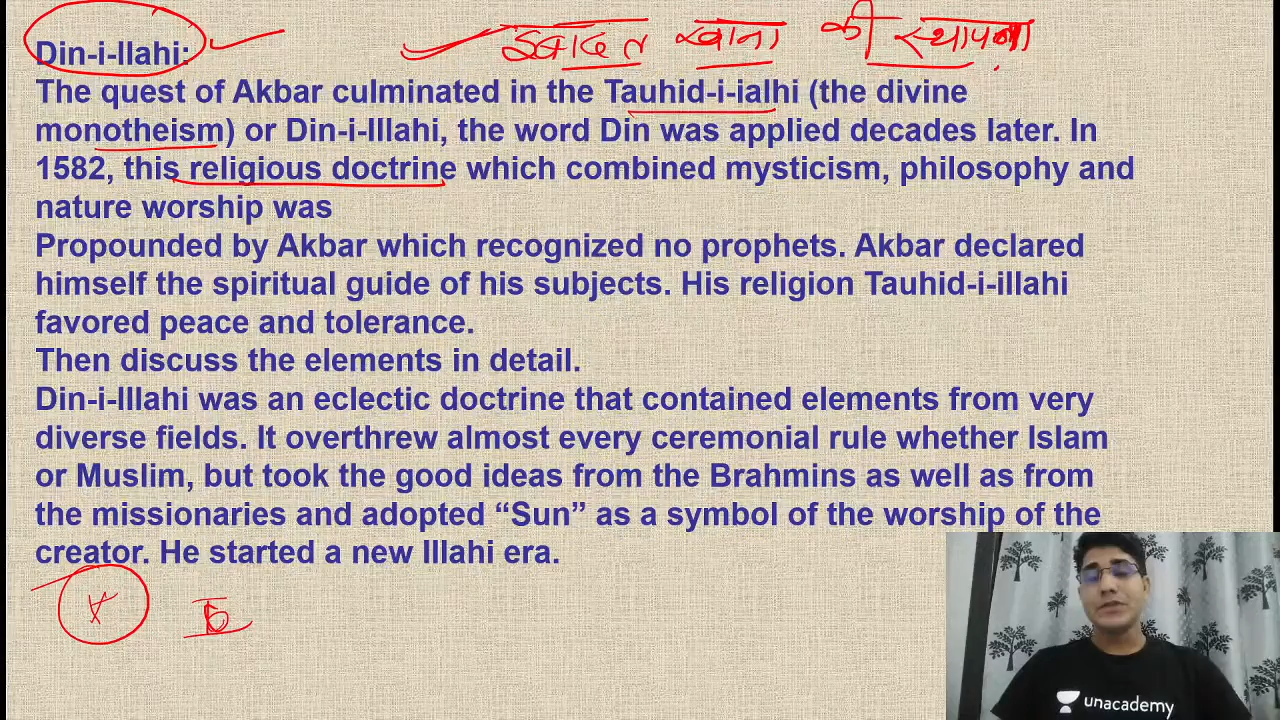 इबादत खाना की स्थापना
Din-i-Ilahi:
The quest of Akbar culminated in the Tauhid-i-ialhi (the divine
monotheism) or Din-i-Illahi, the word Din was applied decades later. In
1582, this religious doctrine which combined mysticism, philosophy and
nature worship was
Propounded by Akbar which recognized no prophets. Akbar declared
himself the spiritual guide of his subjects. His religion Tauhid-i-illahi
favored peace and tolerance.
Then discuss the elements in detail.
Din-i-Illahi was an eclectic doctrine that contained elements from very
diverse fields. It overthrew almost every ceremonial rule whether Islam
or Muslim, but took the good ideas from the Brahmins as well as from
the missionaries and adopted “Sun” as a symbol of the worship of the
creator. He started a new Illahi era.
unacademy